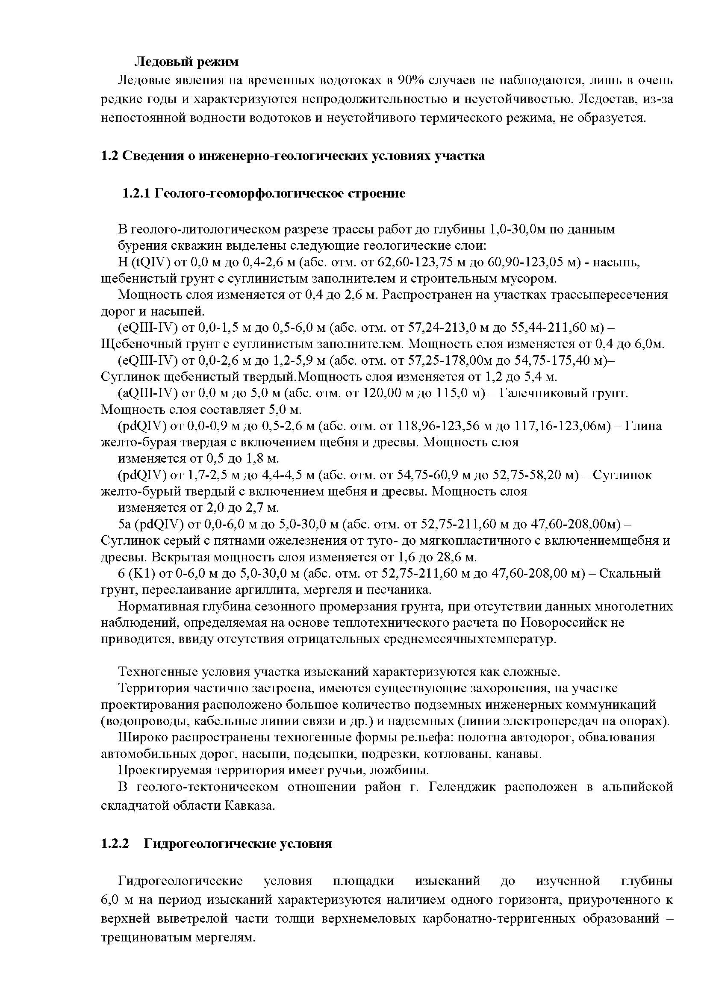 Ледовый режим
Ледовые явления на временных водотоках в 90% случаев не наблюдаются, лишь в очень
редкие годы и характеризуются непродолжительностью и неустойчивостью. Ледостав, из-за
непостоянной водности водотоков и неустойчивого термического режима, не образуется.
1.2 Сведения о инженерно-геологических условиях участка
1.2.1 Геолого-геоморфологическое строение
В геолого-литологическом разрезе трассы работ до глубины 1,0-30,0м по данным
бурения скважин выделены следующие геологические слои:
Н (tQIV) от 0,0 м до 0,4-2,6 м (абс. отм. от 62,60-123,75 м до 60,90-123,05 м) - насыпь,
щебенистый грунт с суглинистым заполнителем и строительным мусором.
Мощность слоя изменяется от 0,4 до 2,6 м. Распространен на участках трассыпересечения
дорог и насыпей.
(eQIII-IV) от 0,0-1,5 м до 0,5-6,0 м (абс. отм. от 57,24-213,0 м до 55,44-211,60 м) –
Щебеночный грунт с суглинистым заполнителем. Мощность слоя изменяется от 0,4 до 6,0м.
(eQIII-IV) от 0,0-2,6 м до 1,2-5,9 м (абс. отм. от 57,25-178,00м до 54,75-175,40 м)–
Суглинок щебенистый твердый.Мощность слоя изменяется от 1,2 до 5,4 м.
(aQIII-IV) от 0,0 м до 5,0 м (абс. отм. от 120,00 м до 115,0 м) – Галечниковый грунт.
Мощность слоя составляет 5,0 м.
(pdQIV) от 0,0-0,9 м до 0,5-2,6 м (абс. отм. от 118,96-123,56 м до 117,16-123,06м) – Глина
желто-бурая твердая с включением щебня и дресвы. Мощность слоя
изменяется от 0,5 до 1,8 м.
(pdQIV) от 1,7-2,5 м до 4,4-4,5 м (абс. отм. от 54,75-60,9 м до 52,75-58,20 м) – Суглинок
желто-бурый твердый с включением щебня и дресвы. Мощность слоя
изменяется от 2,0 до 2,7 м.
5а (pdQIV) от 0,0-6,0 м до 5,0-30,0 м (абс. отм. от 52,75-211,60 м до 47,60-208,00м) –
Суглинок серый с пятнами ожелезнения от туго- до мягкопластичного с включениемщебня и
дресвы. Вскрытая мощность слоя изменяется от 1,6 до 28,6 м.
6 (К1) от 0-6,0 м до 5,0-30,0 м (абс. отм. от 52,75-211,60 м до 47,60-208,00 м) – Скальный
грунт, переслаивание аргиллита, мергеля и песчаника.
Нормативная глубина сезонного промерзания грунта, при отсутствии данных многолетних
наблюдений, определяемая на основе теплотехнического расчета по Новороссийск не
приводится, ввиду отсутствия отрицательных среднемесячныхтемператур.
Техногенные условия участка изысканий характеризуются как сложные.
Территория частично застроена, имеются существующие захоронения, на участке
проектирования расположено большое количество подземных инженерных коммуникаций
(водопроводы, кабельные линии связи и др.) и надземных (линии электропередач на опорах).
Широко распространены техногенные формы рельефа: полотна автодорог, обвалования
автомобильных дорог, насыпи, подсыпки, подрезки, котлованы, канавы.
Проектируемая территория имеет ручьи, ложбины.
В геолого-тектоническом отношении район г. Геленджик расположен в альпийской
складчатой области Кавказа.
1.2.2 Гидрогеологические условия
Гидрогеологические условия площадки изысканий до изученной глубины
6,0 м на период изысканий характеризуются наличием одного горизонта, приуроченного к
верхней выветрелой части толщи верхнемеловых карбонатно-терригенных образований –
трещиноватым мергелям.